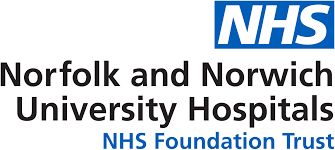 NHS
Norfolk and Norwich
University Hospitals
NHS Foundation Trust